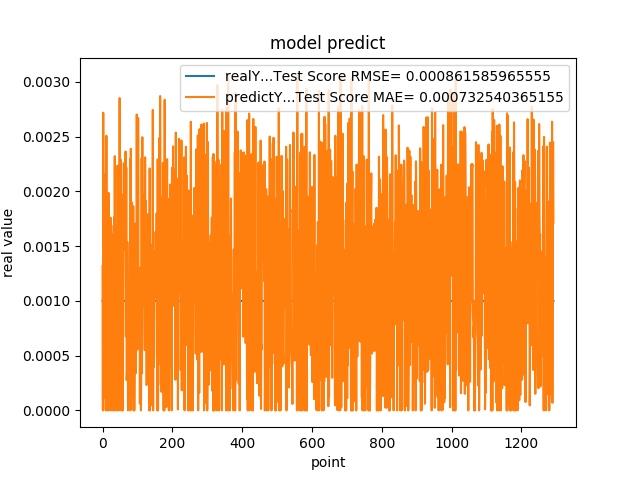 model predict
realY...Test Score RMSE= 0.000861585965555
predictY...Test Score MAE= 0.000732540365155
0.0030
0.0025
0.0020
0.0015
0.0010
0.0005
0.0000
real value
0 200 400 600 800 1000 1200
point